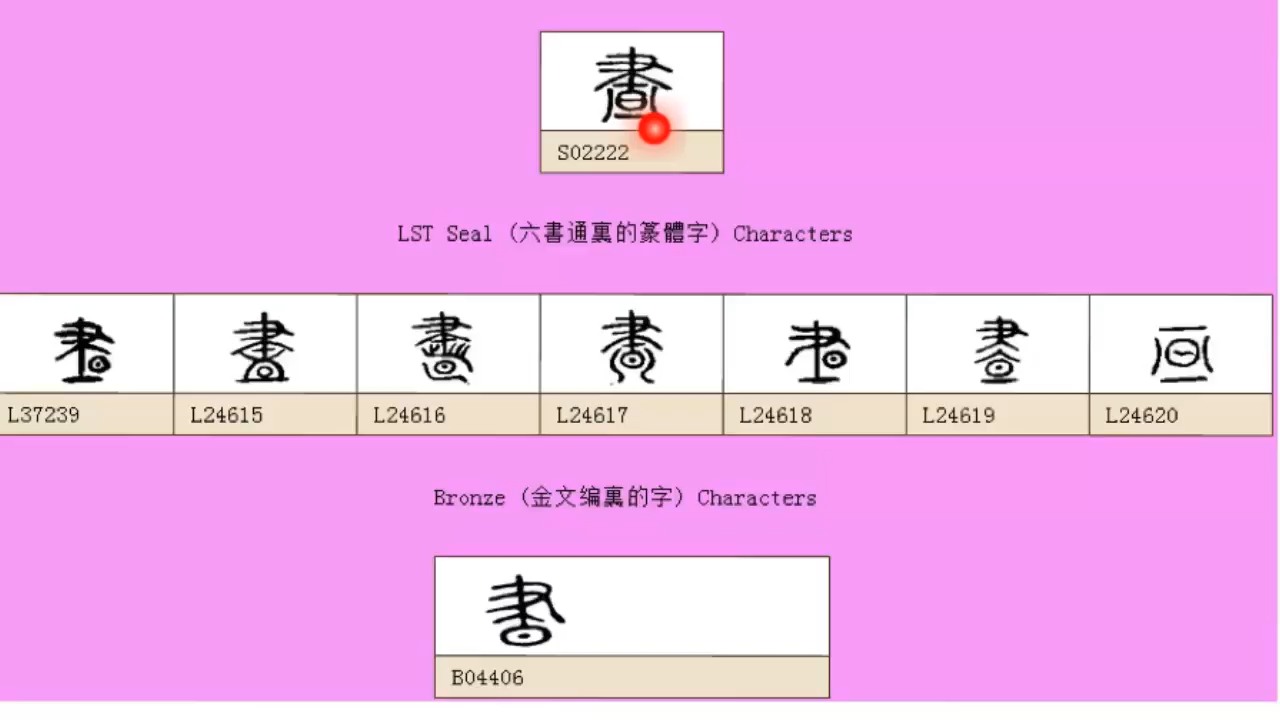 S02222
LST Seal (六書通裏的篆體字) Characters
L37239 L24615 L24616 L24617 L24618 L24619 L24620
Bronze (金文编裏的字) Characters
B04406